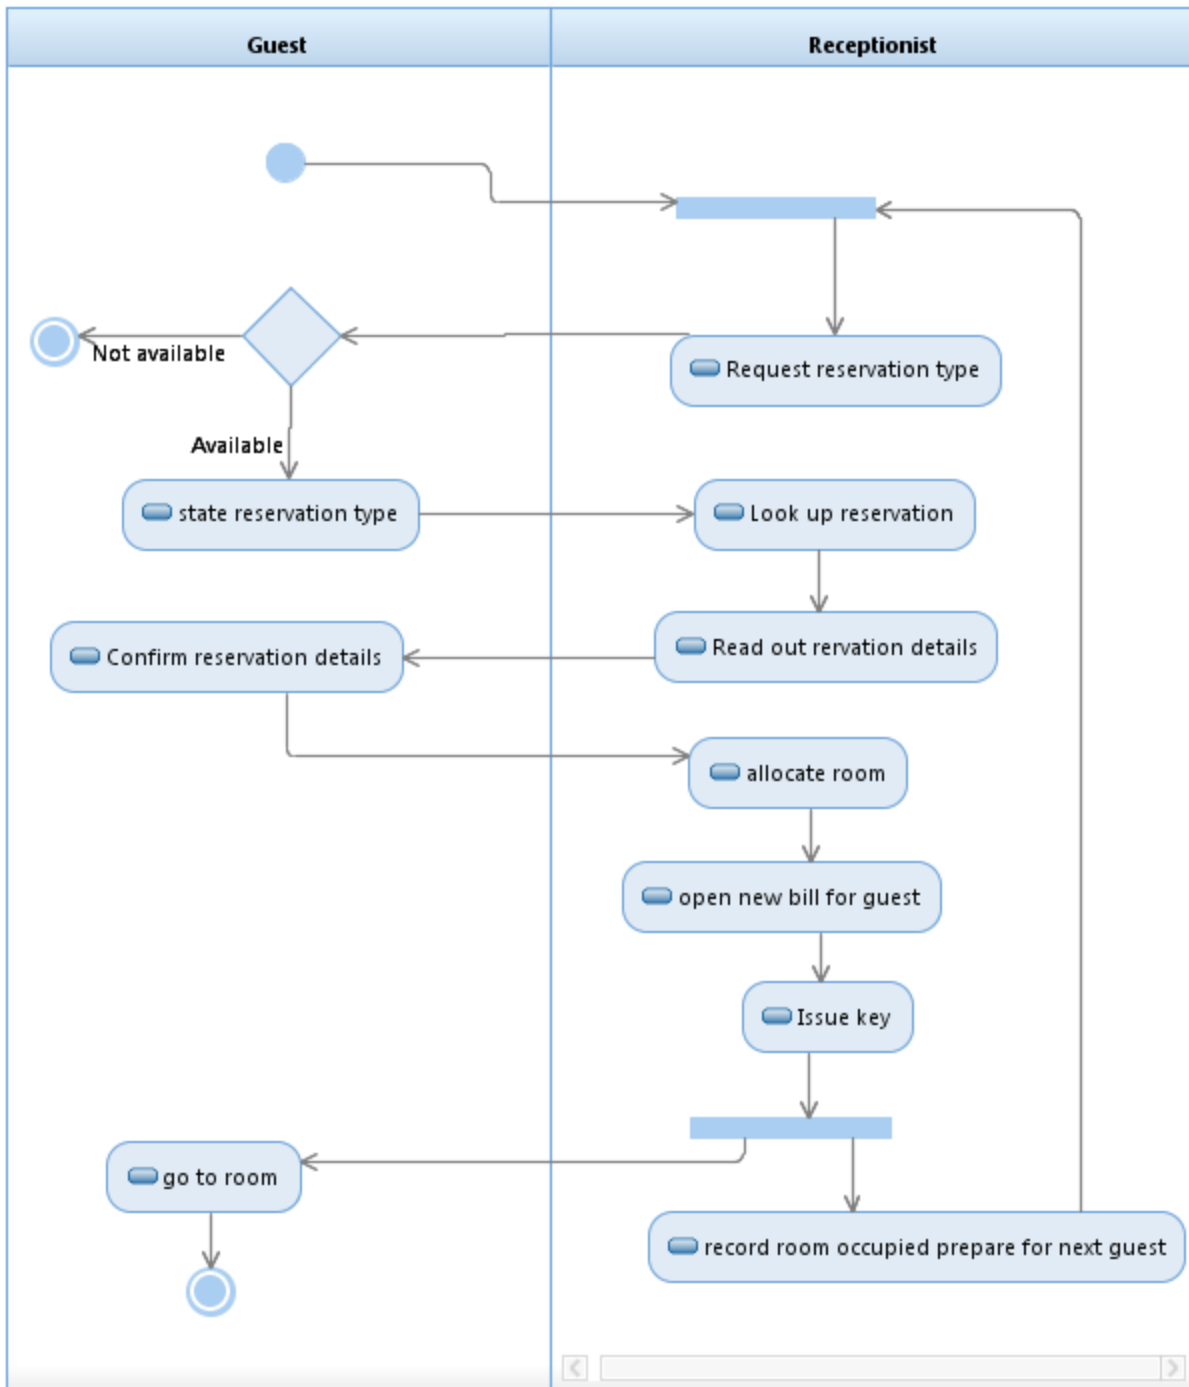 Guest
Receptionist
Not available
Request reservation type
Available
state reservation type
Look up reservation
Confirm reservation details
Read out rervation details
allocate room
open new bill for guest
Issue key
go to room
record room occupied prepare for next guest